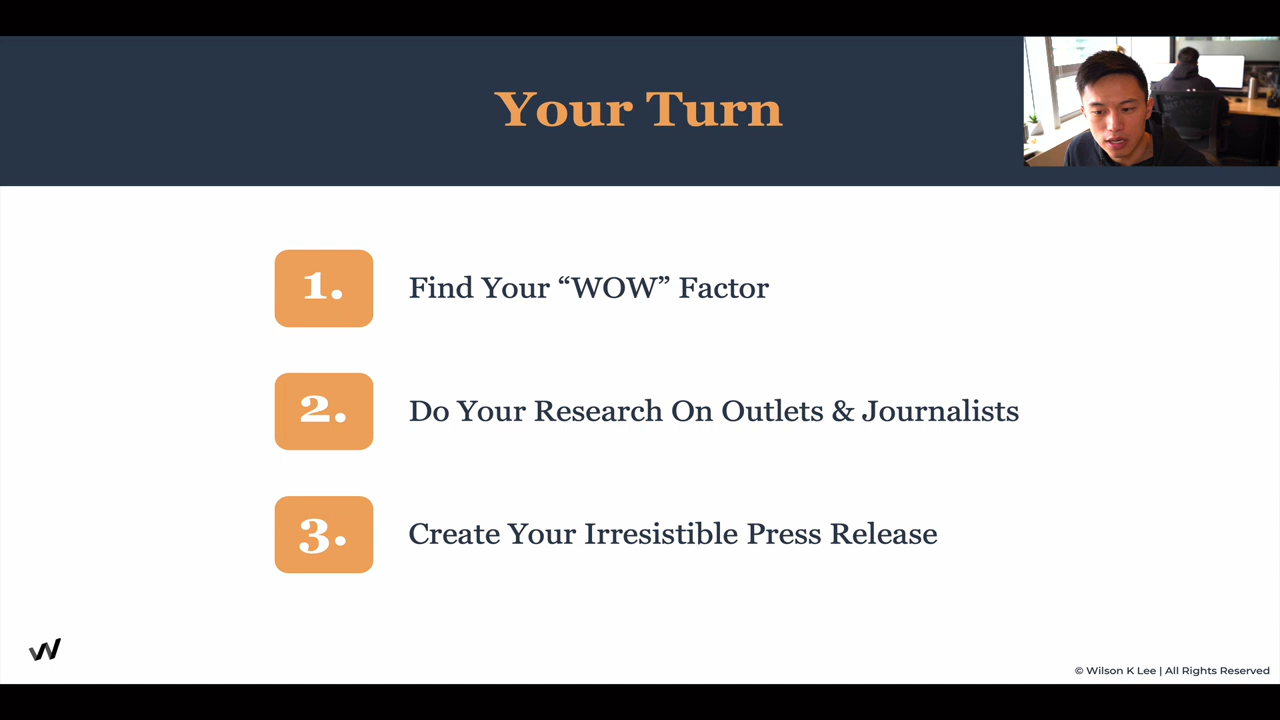 Your Turn
1.
Find Your “WOW” Factor
2.
Do Your Research On Outlets & Journalists
3.
Create Your Irresistible Press Release
W
© Wilson K Lee | All Rights Reserved